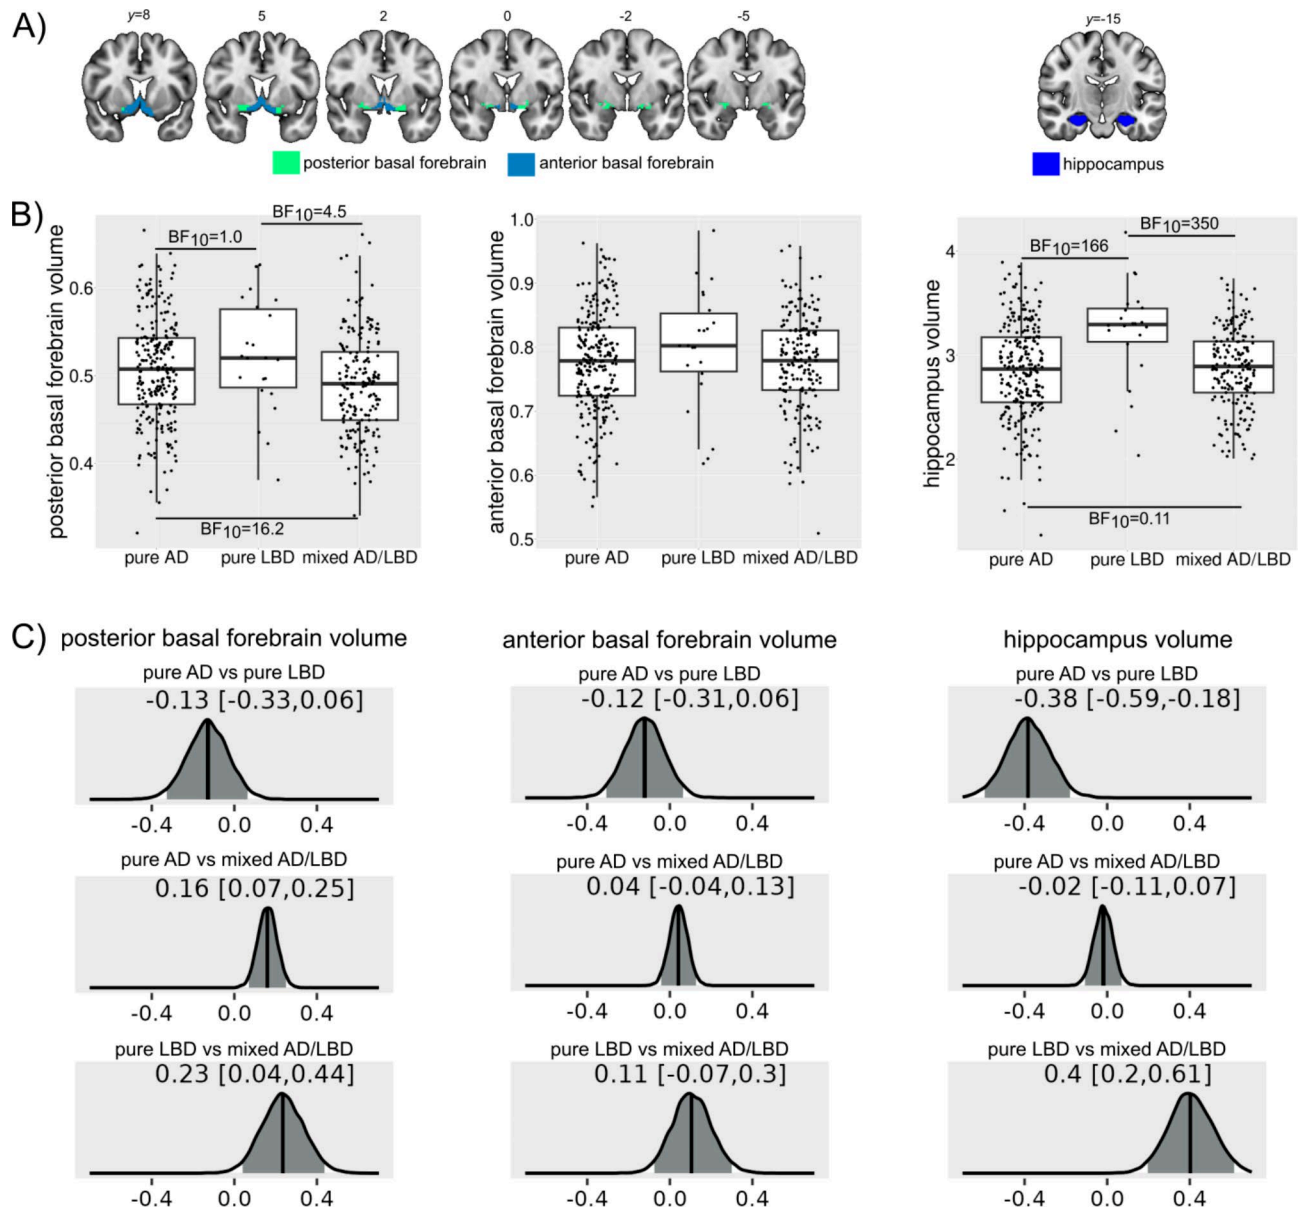 A)
y=8 5 2 0 -2 -5 y=-15
posterior basal forebrain anterior basal forebrain hippocampus
B)
posterior basal forebrain volume
0.6
0.5
0.4
BF10=1.0
BF10=4.5
BF10=16.2
pure AD pure LBD mixed AD/LBD
anterior basal forebrain volume
1.0
0.9
0.8
0.7
0.6
0.5
pure AD pure LBD mixed AD/LBD
hippocampus volume
4
3
2
BF10=166
BF10=350
BF10=0.11
pure AD pure LBD mixed AD/LBD
C)
posterior basal forebrain volume
pure AD vs pure LBD
-0.13 [-0.33,0.06]
-0.4 0.0 0.4
pure AD vs mixed AD/LBD
0.16 [0.07,0.25]
-0.4 0.0 0.4
pure LBD vs mixed AD/LBD
0.23 [0.04,0.44]
-0.4 0.0 0.4
anterior basal forebrain volume
pure AD vs pure LBD
-0.12 [-0.31,0.06]
-0.4 0.0 0.4
pure AD vs mixed AD/LBD
0.04 [-0.04,0.13]
-0.4 0.0 0.4
pure LBD vs mixed AD/LBD
0.11 [-0.07,0.3]
-0.4 0.0 0.4
hippocampus volume
pure AD vs pure LBD
-0.38 [-0.59,-0.18]
-0.4 0.0 0.4
pure AD vs mixed AD/LBD
-0.02 [-0.11,0.07]
-0.4 0.0 0.4
pure LBD vs mixed AD/LBD
0.4 [0.2,0.61]
-0.4 0.0 0.4